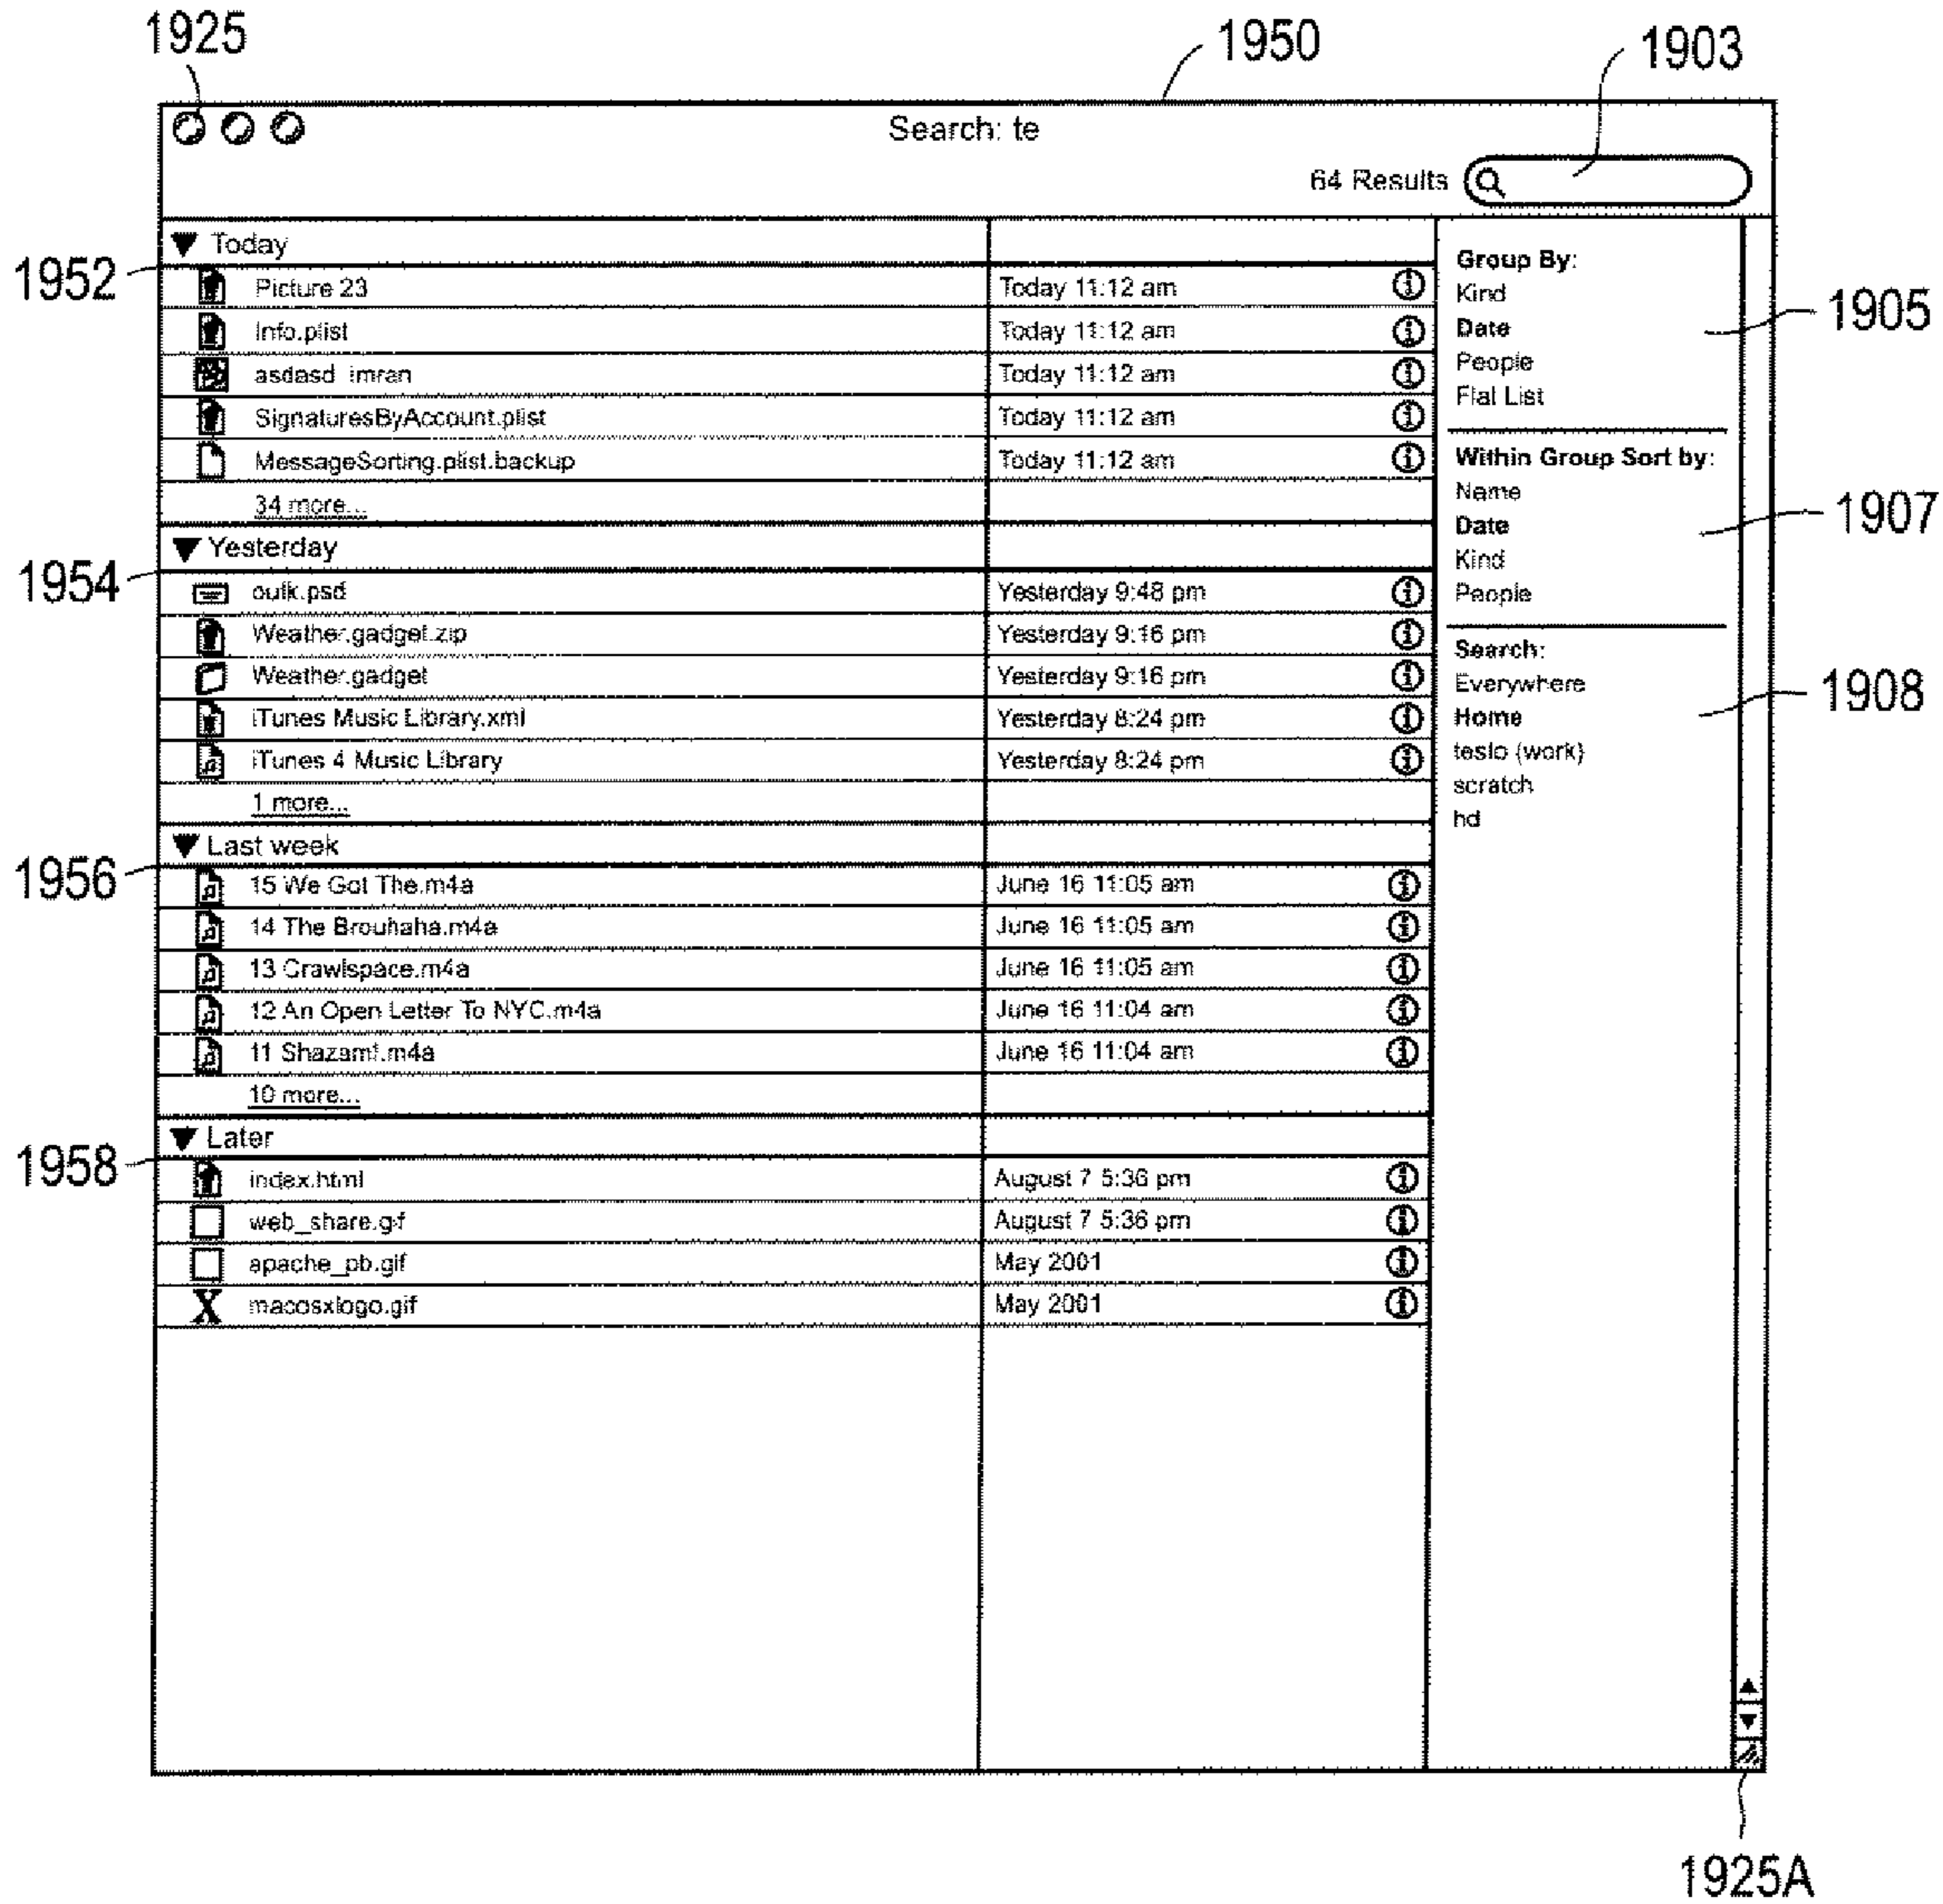 1925
1950
1903
Search: te
64 Results
Today
1952
Picture 23
Today 11:12 am
Info.plist
Today 11:12 am
asdasd imran
Today 11:12 am
SignaturesByAccount.plist
Today 11:12 am
MessageSorting.plist.backup
Today 11:12 am
34 more...
Yesterday
1954
outk.psd
Yesterday 9:48 pm
Weather.gadget.zip
Yesterday 9:16 pm
Weather.gadget
Yesterday 9:16 pm
iTunes Music Library.xml
Yesterday 8:24 pm
iTunes 4 Music Library
Yesterday 8:24 pm
1 more...
Last week
1956
15 We Got The.m4a
June 16 11:05 am
14 The Brouhaha.m4a
June 16 11:05 am
13 Crawlspace.m4a
June 16 11:05 am
12 An Open Letter To NYC.m4a
June 16 11:04 am
11 Shazam!.m4a
June 16 11:04 am
10 more...
Later
1958
index.html
August 7 5:36 pm
web_share.gif
August 7 5:36 pm
apache_pb.gif
May 2001
X
macosxlogo.gif
May 2001
Group By:
Kind
Date
People
Flat List
1905
Within Group Sort by:
Name
Date
Kind
People
1907
Search:
Everywhere
Home
teslo (work)
scratch
hd
1908
1925A